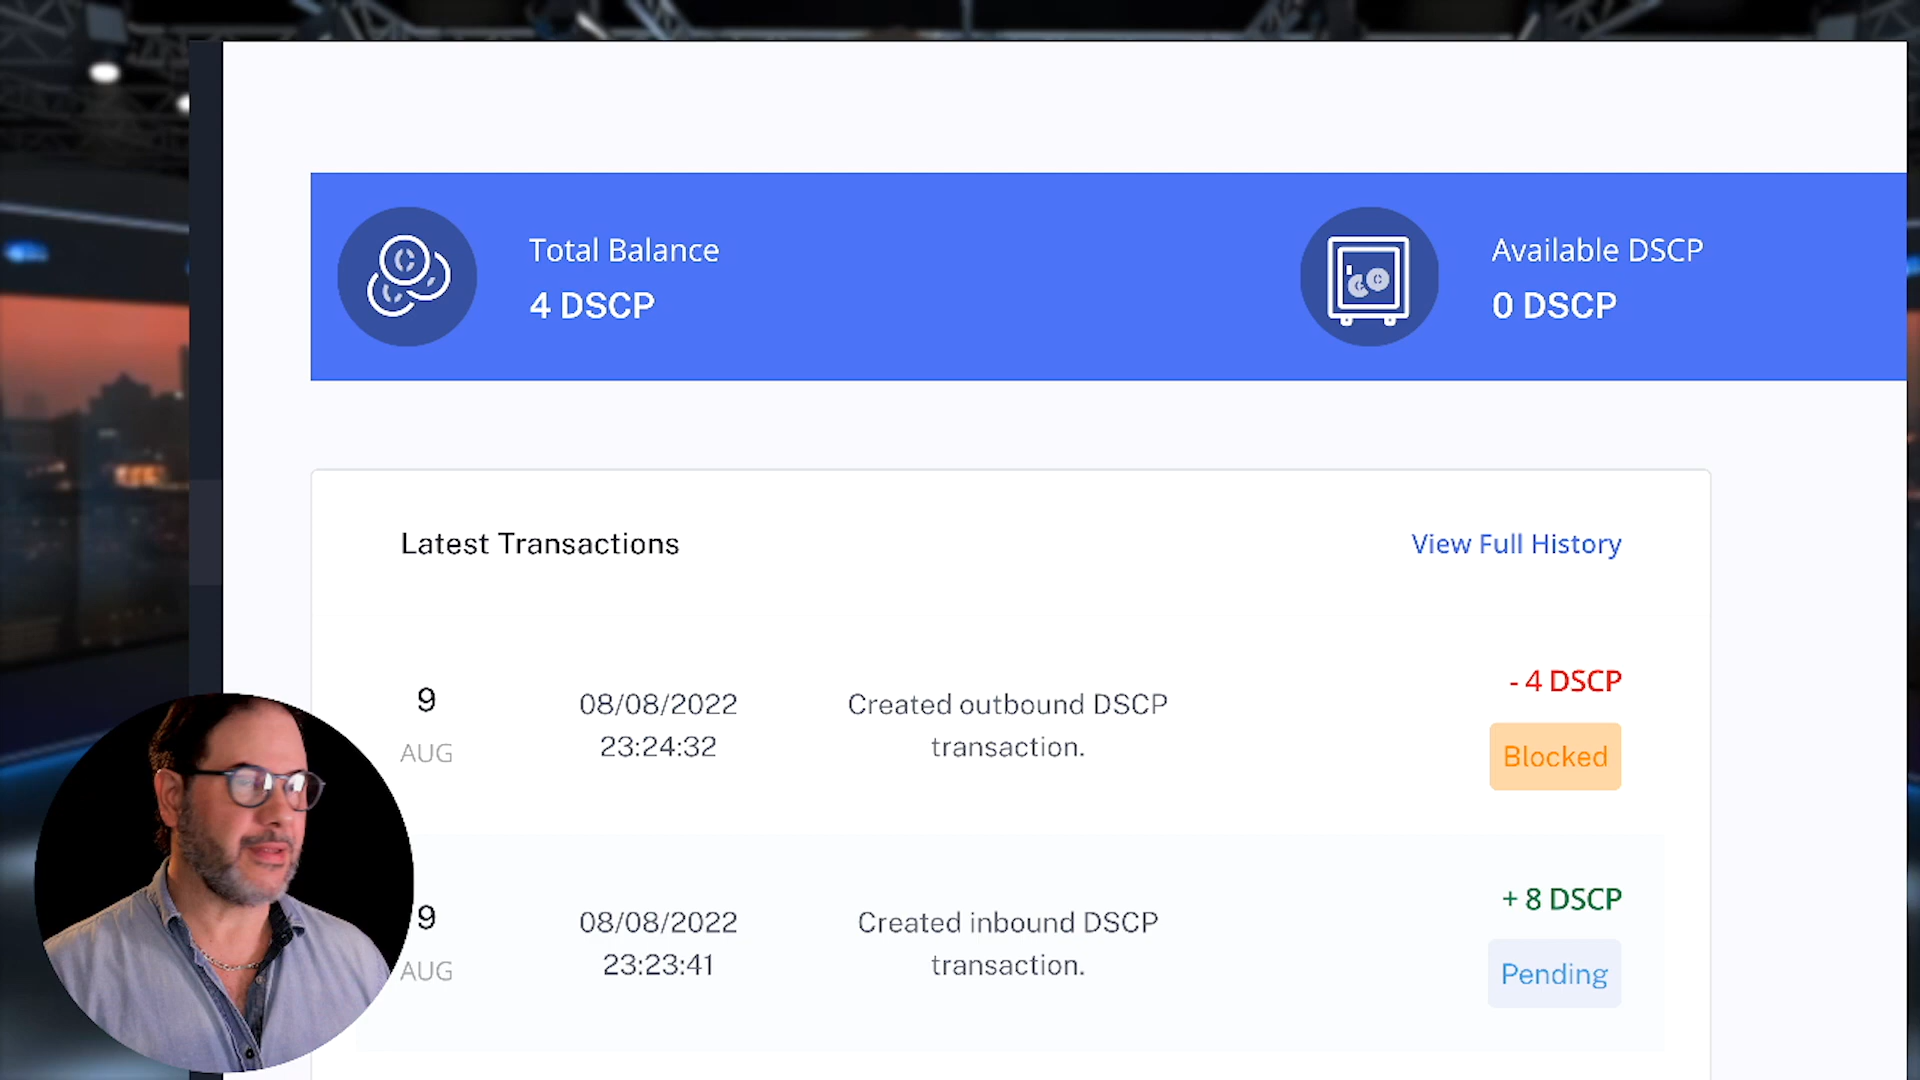 Total Balance
4 DSCP
Available DSCP
0 DSCP
Latest Transactions
View Full History
9
AUG
08/08/2022
23:24:32
Created outbound DSCP
transaction.
- 4 DSCP
Blocked
9
AUG
08/08/2022
23:23:41
Created inbound DSCP
transaction.
+ 8 DSCP
Pending